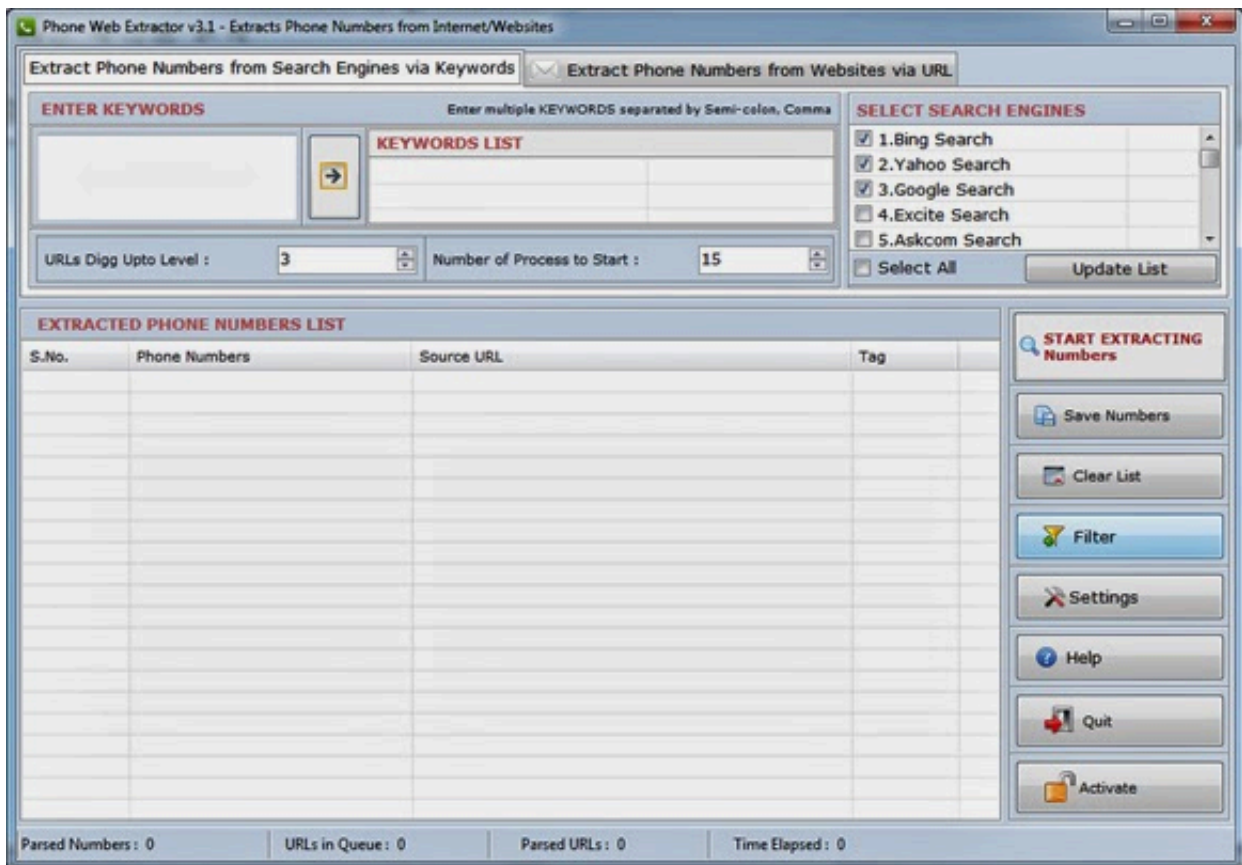 Phone Web Extractor v3.1 - Extracts Phone Numbers from Internet/Websites
Extract Phone Numbers from Search Engines via Keywords
Extract Phone Numbers from Websites via URL
ENTER KEYWORDS
Enter multiple KEYWORDS separated by Semi-colon, Comma
KEYWORDS LIST
URLs Digg Upto Level : 3
Number of Process to Start : 15
SELECT SEARCH ENGINES
1.Bing Search
2.Yahoo Search
3.Google Search
4.Excite Search
5.Askcom Search
Select All
Update List
EXTRACTED PHONE NUMBERS LIST
S.No. Phone Numbers Source URL Tag
START EXTRACTING
Numbers
Save Numbers
Clear List
Filter
Settings
Help
Quit
Activate
Parsed Numbers : 0 URLs in Queue : 0 Parsed URLs : 0 Time Elapsed : 0